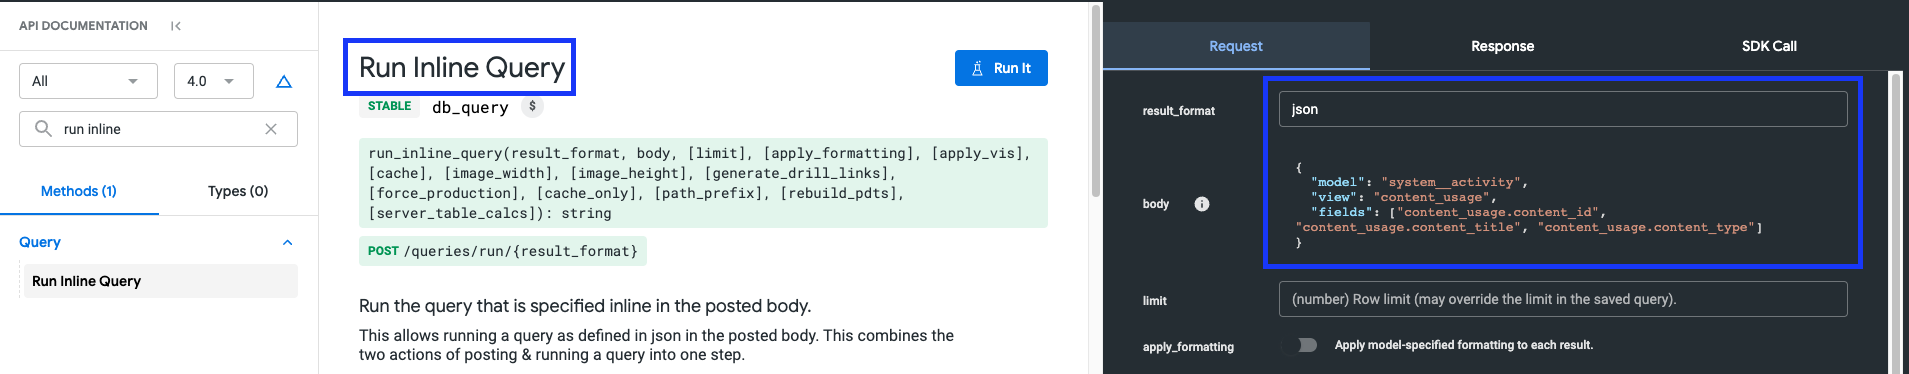 API DOCUMENTATION
All
4.0
run inline
Methods (1)
Types (0)
Query
Run Inline Query
Run Inline Query
Run It
STABLE
db_query
$
run_inline_query(result_format, body, [limit], [apply_formatting], [apply_vis],
[cache], [image_width], [image_height], [generate_drill_links],
[force_production], [cache_only], [path_prefix], [rebuild_pdts],
[server_table_calcs]): string
POST /queries/run/{result_format}
Run the query that is specified inline in the posted body.
This allows running a query as defined in json in the posted body. This combines the
two actions of posting & running a query into one step.
Request
Response
SDK Call
result_format
json
body
{
"model": "system__activity",
"view": "content_usage",
"fields": ["content_usage.content_id",
"content_usage.content_title", "content_usage.content_type"]
}
limit
(number) Row limit (may override the limit in the saved query).
apply_formatting
Apply model-specified formatting to each result.